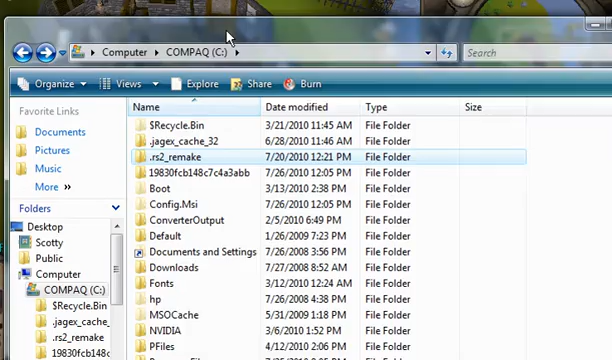 Computer ▸ COMPAQ (C:) ▸ Search
Organize Views Explore Share Burn
Favorite Links
Documents
Pictures
Music
More »
Folders
Desktop
Scotty
Public
Computer
COMPAQ (C:)
$Recycle.Bin
.jagex_cache_
.rs2_remake
19830fcb148c
Name Date modified Type Size
$Recycle.Bin 3/21/2010 11:45 AM File Folder
.jagex_cache_32 6/28/2010 11:46 AM File Folder
.rs2_remake 7/20/2010 12:21 PM File Folder
19830fcb148c7c4a3abb 7/26/2010 12:05 PM File Folder
Boot 3/13/2010 2:38 PM File Folder
Config.Msi 7/26/2010 12:05 PM File Folder
ConverterOutput 2/5/2010 6:49 PM File Folder
Default 1/26/2009 7:23 PM File Folder
Documents and Settings 7/26/2008 3:56 PM File Folder
Downloads 7/27/2008 8:52 AM File Folder
Fonts 3/12/2010 12:24 AM File Folder
hp 7/26/2008 4:38 PM File Folder
MSOCache 5/31/2009 1:18 PM File Folder
NVIDIA 3/6/2010 1:52 PM File Folder
PFiles 4/12/2006 2:06 PM File Folder